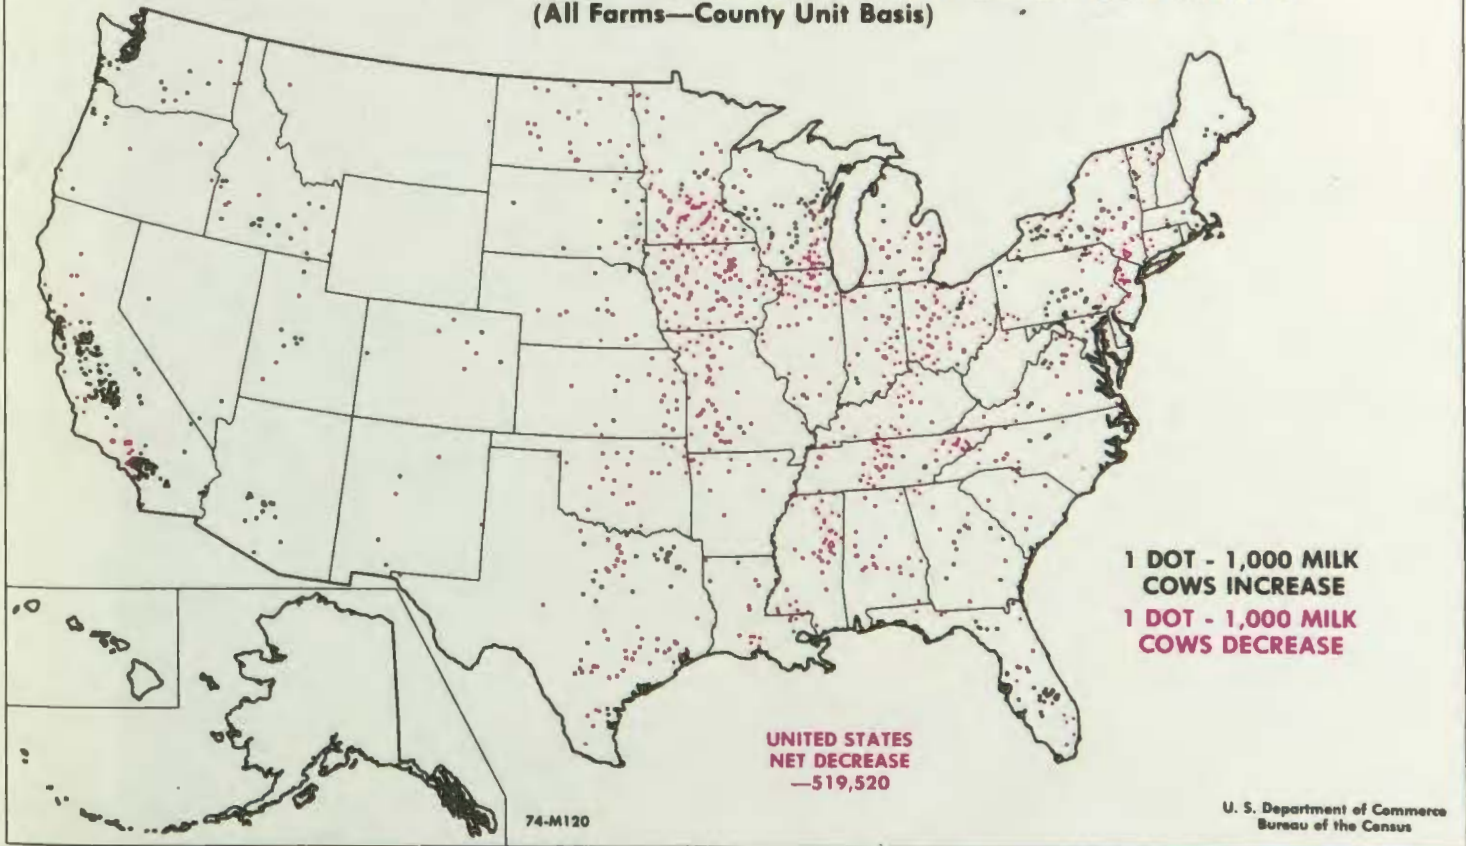 (All Farms—County Unit Basis)
1 DOT - 1,000 MILK
COWS INCREASE
1 DOT - 1,000 MILK
COWS DECREASE
UNITED STATES
NET DECREASE
—519,520
74-M120
U. S. Department of Commerce
Bureau of the Census